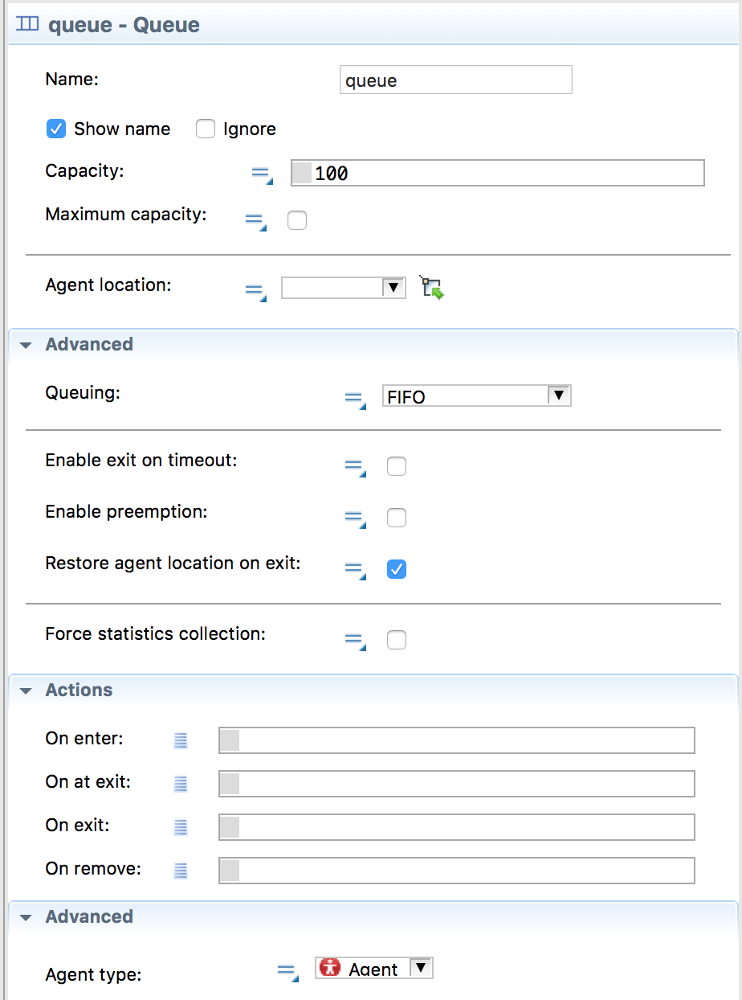 queue - Queue
Name: queue
Show name Ignore
Capacity: 100
Maximum capacity:
Agent location:
Advanced
Queuing: FIFO
Enable exit on timeout:
Enable preemption:
Restore agent location on exit:
Force statistics collection:
Actions
On enter:
On at exit:
On exit:
On remove:
Advanced
Agent type: Agent